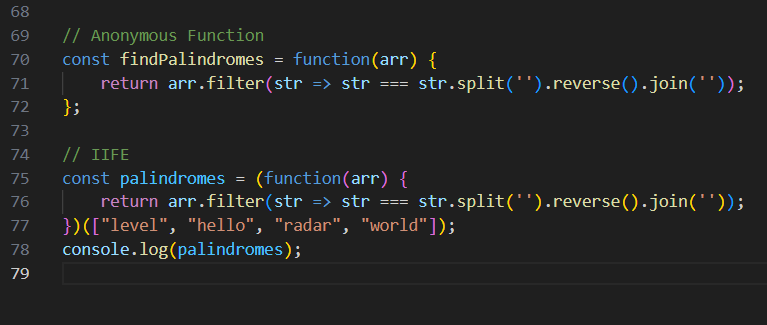 68
69 // Anonymous Function
70 const findPalindromes = function(arr) {
71     return arr.filter(str => str === str.split('').reverse().join(''));
72 };
73
74 // IIFE
75 const palindromes = (function(arr) {
76     return arr.filter(str => str === str.split('').reverse().join(''));
77 })(["level", "hello", "radar", "world"]);
78 console.log(palindromes);
79